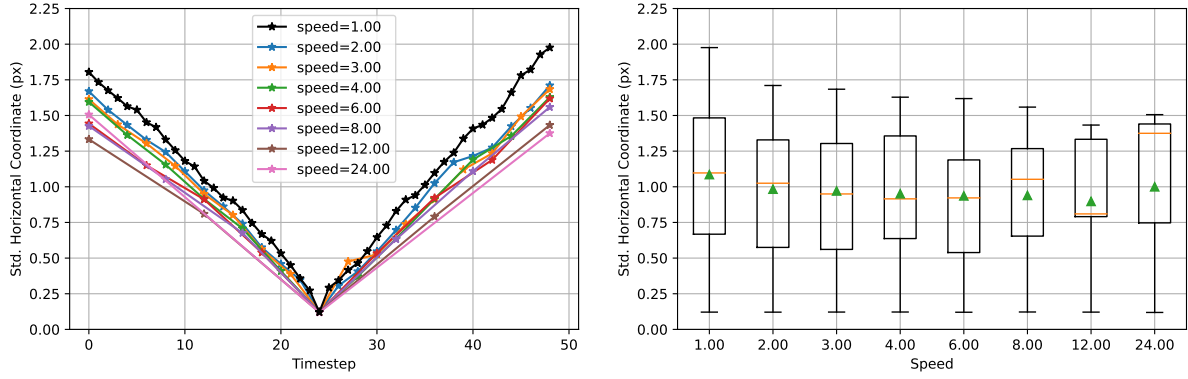 2.25
2.00
1.75
1.50
1.25
1.00
0.75
0.50
0.25
0.00
Std. Horizontal Coordinate (px)
0 10 20 30 40 50
Timestep
speed=1.00
speed=2.00
speed=3.00
speed=4.00
speed=6.00
speed=8.00
speed=12.00
speed=24.00
2.25
2.00
1.75
1.50
1.25
1.00
0.75
0.50
0.25
0.00
Std. Horizontal Coordinate (px)
1.00 2.00 3.00 4.00 6.00 8.00 12.00 24.00
Speed